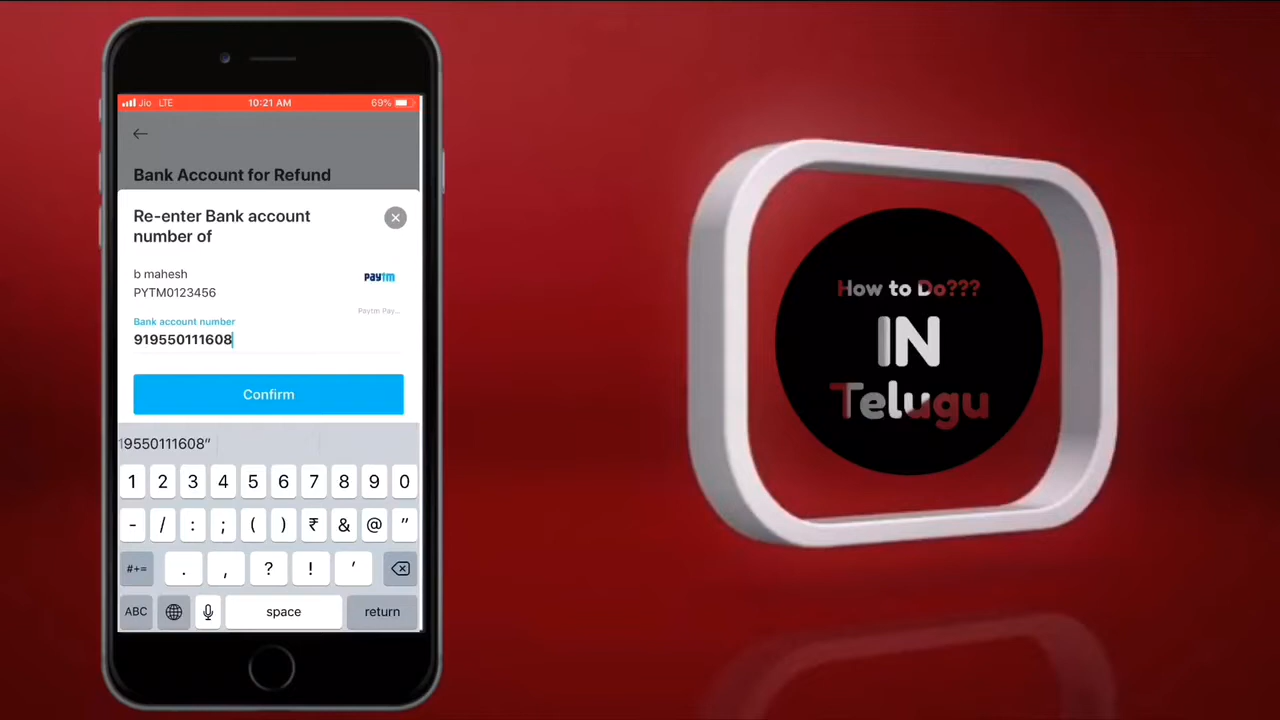 Jio LTE 10:21 AM 69%
Bank Account for Refund
Re-enter Bank account
number of
b mahesh
PYTM0123456
paytm
Paytm Pay...
Bank account number
919550111608
Confirm
19550111608"
1 2 3 4 5 6 7 8 9 0
- / : ; ( ) ₹ & @ "
#+= . , ? ! '
ABC space return
How to Do???
IN
Telugu